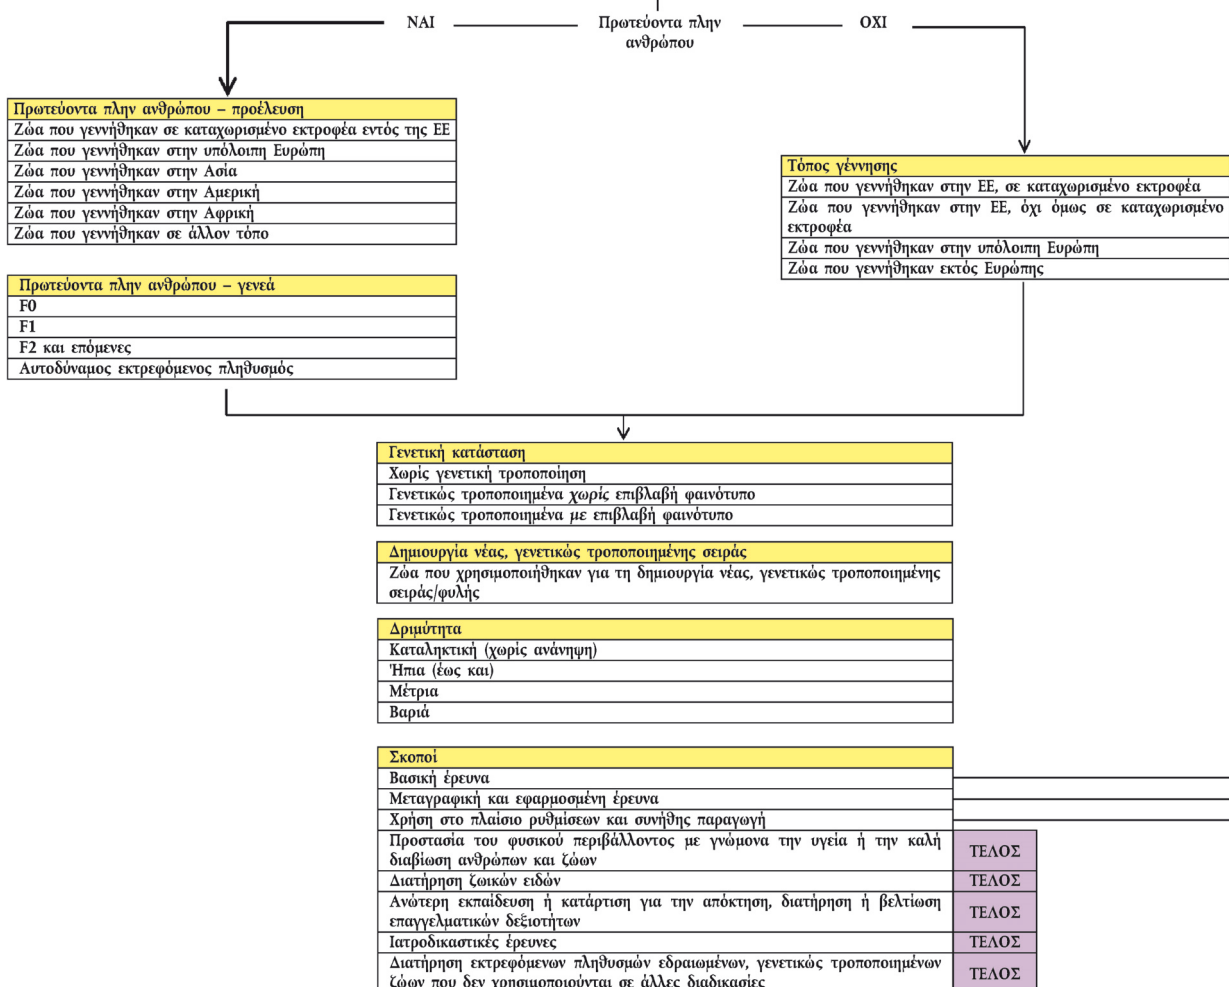 ΝΑΙ
Πρωτεύοντα πλην
ανθρώπου
ΟΧΙ
Πρωτεύοντα πλην ανθρώπου – προέλευση
Ζώα που γεννήθηκαν σε καταχωρισμένο εκτροφέα εντός της ΕΕ
Ζώα που γεννήθηκαν στην υπόλοιπη Ευρώπη
Ζώα που γεννήθηκαν στην Ασία
Ζώα που γεννήθηκαν στην Αμερική
Ζώα που γεννήθηκαν στην Αφρική
Ζώα που γεννήθηκαν σε άλλον τόπο
Τόπος γέννησης
Ζώα που γεννήθηκαν στην ΕΕ, σε καταχωρισμένο εκτροφέα
Ζώα που γεννήθηκαν στην ΕΕ, όχι όμως σε καταχωρισμένο
εκτροφέα
Ζώα που γεννήθηκαν στην υπόλοιπη Ευρώπη
Ζώα που γεννήθηκαν εκτός Ευρώπης
Πρωτεύοντα πλην ανθρώπου – γενεά
F0
F1
F2 και επόμενες
Αυτοδύναμος εκτρεφόμενος πληθυσμός
Γενετική κατάσταση
Χωρίς γενετική τροποποίηση
Γενετικώς τροποποιημένα χωρίς επιβλαβή φαινότυπο
Γενετικώς τροποποιημένα με επιβλαβή φαινότυπο
Δημιουργία νέας, γενετικώς τροποποιημένης σειράς
Ζώα που χρησιμοποιήθηκαν για τη δημιουργία νέας, γενετικώς τροποποιημένης
σειράς/φυλής
Δριμύτητα
Καταληκτική (χωρίς ανάνηψη)
Ήπια (έως και)
Μέτρια
Βαριά
Σκοποί
Βασική έρευνα
Μεταγραφική και εφαρμοσμένη έρευνα
Χρήση στο πλαίσιο ρυθμίσεων και συνήθης παραγωγή
Προστασία του φυσικού περιβάλλοντος με γνώμονα την υγεία ή την καλή
διαβίωση ανθρώπων και ζώων
ΤΕΛΟΣ
Διατήρηση ζωικών ειδών
ΤΕΛΟΣ
Ανώτερη εκπαίδευση ή κατάρτιση για την απόκτηση, διατήρηση ή βελτίωση
επαγγελματικών δεξιοτήτων
ΤΕΛΟΣ
Ιατροδικαστικές έρευνες
ΤΕΛΟΣ
Διατήρηση εκτρεφόμενων πληθυσμών εδραιωμένων, γενετικώς τροποποιημένων
ζώων που δεν χρησιμοποιούνται σε άλλες διαδικασίες
ΤΕΛΟΣ